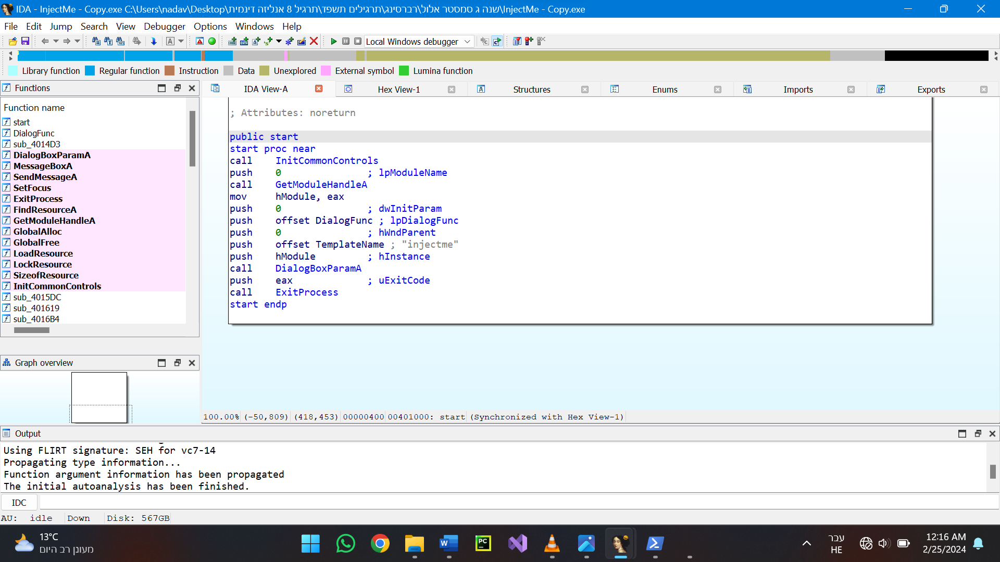 IDA - InjectMe - Copy.exe C:\Users\nadav\Desktop\שנה ג סמסטר אלול\רברסינג\תרגילים תשפד\תרגיל 8 אנליזה דינמית\InjectMe - Copy.exe
File Edit Jump Search View Debugger Options Windows Help
Local Windows debugger
Library function Regular function Instruction Data Unexplored External symbol Lumina function
Functions
IDA View-A Hex View-1 Structures Enums Imports Exports
Function name
start
DialogFunc
sub_4014D3
DialogBoxParamA
MessageBoxA
SendMessageA
SetFocus
ExitProcess
FindResourceA
GetModuleHandleA
GlobalAlloc
GlobalFree
LoadResource
LockResource
SizeofResource
InitCommonControls
sub_4015DC
sub_401619
sub_4016B4
; Attributes: noreturn
public start
start proc near
call InitCommonControls
push 0 ; lpModuleName
call GetModuleHandleA
mov hModule, eax
push 0 ; dwInitParam
push offset DialogFunc ; lpDialogFunc
push 0 ; hWndParent
push offset TemplateName ; "injectme"
push hModule ; hInstance
call DialogBoxParamA
push eax ; uExitCode
call ExitProcess
start endp
Graph overview
100.00% (-50,809) (418,453) 00000400 00401000: start (Synchronized with Hex View-1)
Output
Using FLIRT signature: SEH for vc7-14
Propagating type information...
Function argument information has been propagated
The initial autoanalysis has been finished.
IDC
AU: idle Down Disk: 567GB
13°C
מעונן רב היום
עבר
HE
12:16 AM
2/25/2024